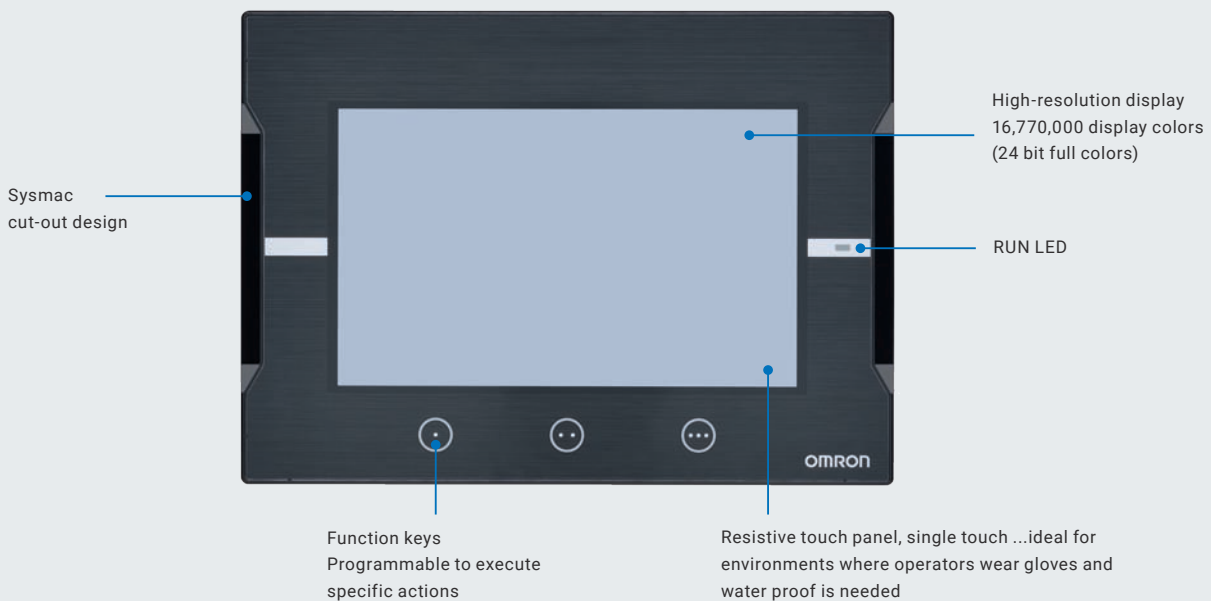 High-resolution display
16,770,000 display colors
(24 bit full colors)
Sysmac
cut-out design
RUN LED
OMRON
Function keys
Programmable to execute
specific actions
Resistive touch panel, single touch ...ideal for
environments where operators wear gloves and
water proof is needed